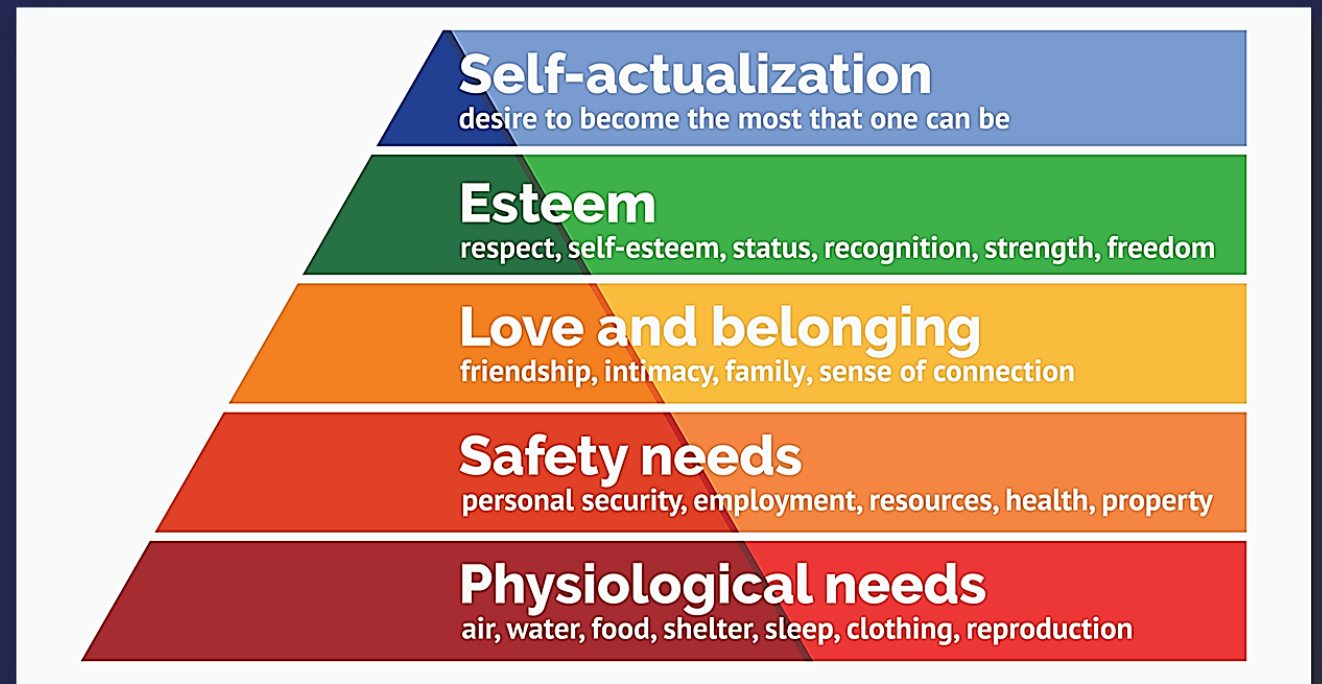 Self-actualization
desire to become the most that one can be
Esteem
respect, self-esteem, status, recognition, strength, freedom
Love and belonging
friendship, intimacy, family, sense of connection
Safety needs
personal security, employment, resources, health, property
Physiological needs
air, water, food, shelter, sleep, clothing, reproduction